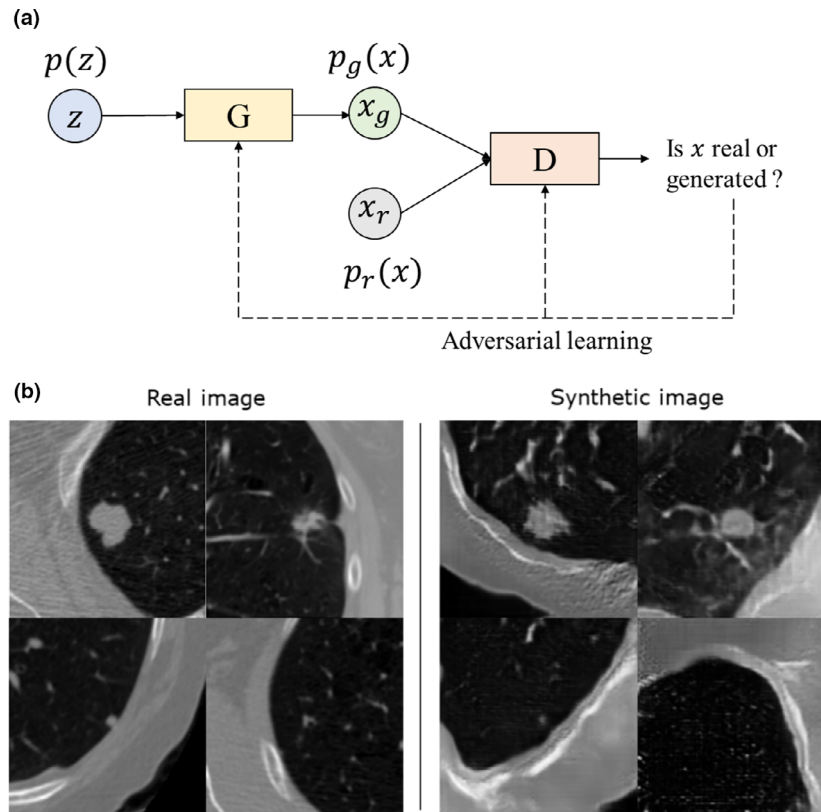 (a)
p(z)
p_g(x)
z
G
x_g
D
Is x real or
generated ?
x_r
p_r(x)
Adversarial learning
(b)
Real image
Synthetic image